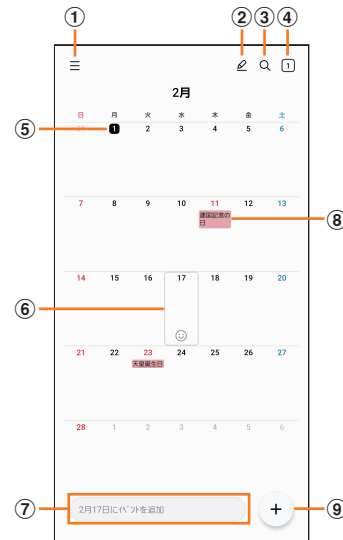 ① ② ③ ④
1
2月
日 月 火 水 木 金 土
⑤ 31 1 2 3 4 5 6
7 8 9 10 11 12 13
建国記念の
日
⑧
14 15 16 17 18 19 20
⑥
21 22 23 24 25 26 27
天皇誕生日
28 1 2 3 4 5 6
⑦ 2月17日にイベントを追加 + ⑨